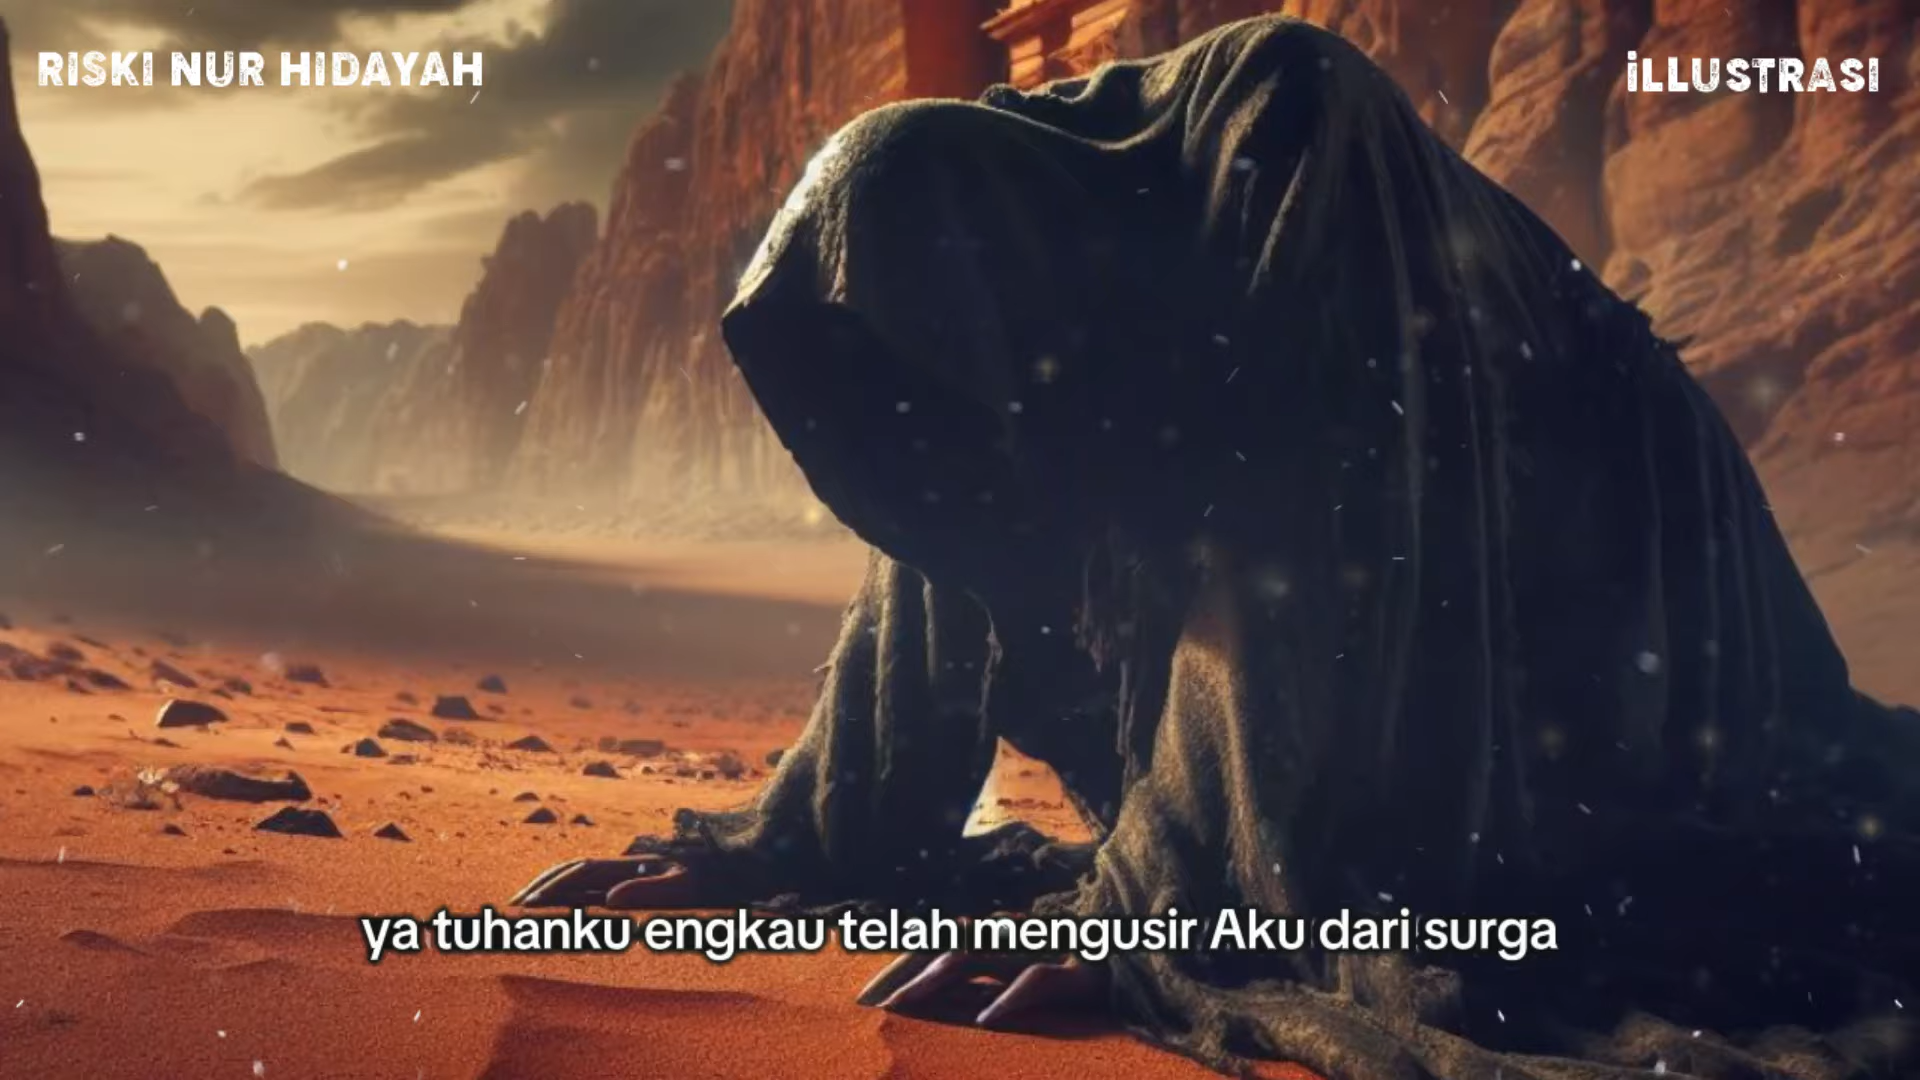 RISKI NUR HIDAYAH
İLLUSTRASI
ya tuhanku engkau telah mengusir Aku dari surga